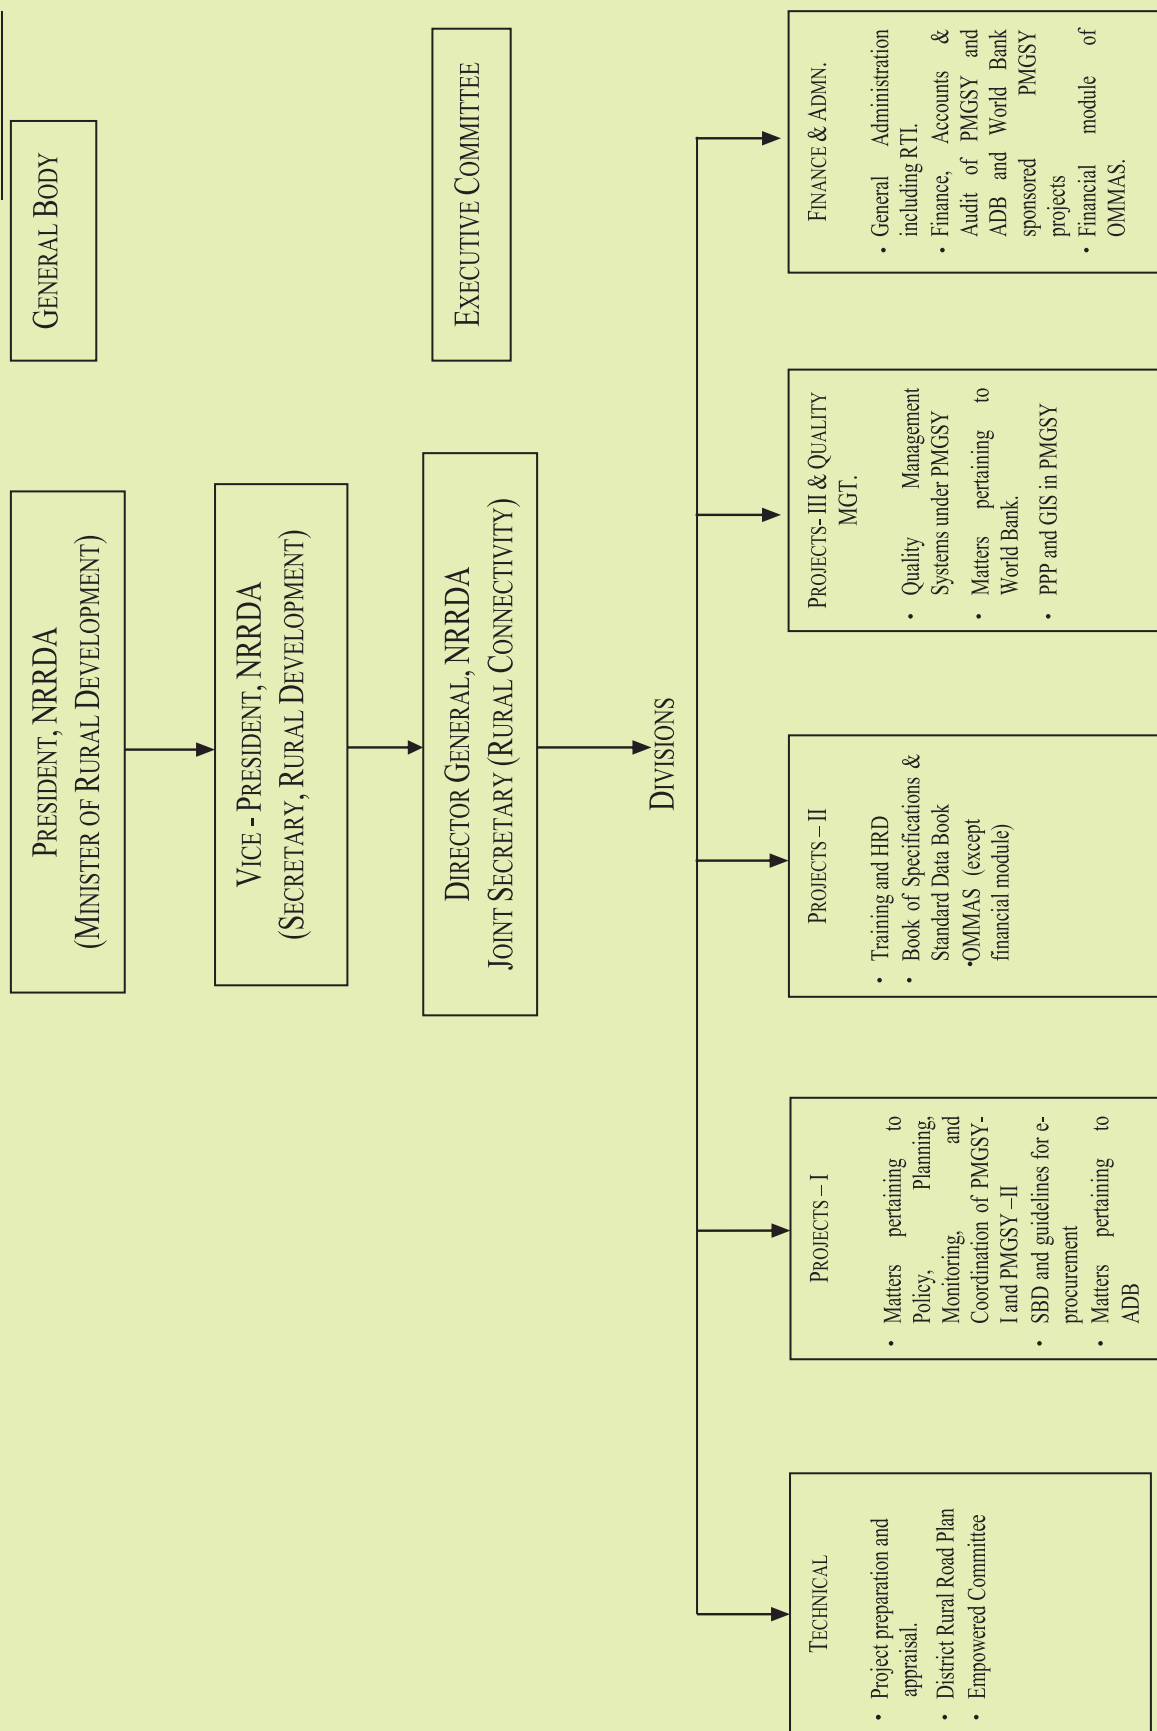 PRESIDENT, NRRDA
(MINISTER OF RURAL DEVELOPMENT)
GENERAL BODY
VICE - PRESIDENT, NRRDA
(SECRETARY, RURAL DEVELOPMENT)
DIRECTOR GENERAL, NRRDA
JOINT SECRETARY (RURAL CONNECTIVITY)
EXECUTIVE COMMITTEE
DIVISIONS
TECHNICAL
• Project preparation and
appraisal.
• District Rural Road Plan
• Empowered Committee
PROJECTS – I
• Matters pertaining to
Policy, Planning,
Monitoring, and
Coordination of PMGSY-
I and PMGSY –II
• SBD and guidelines for e-
procurement
• Matters pertaining to
ADB
PROJECTS – II
• Training and HRD
• Book of Specifications &
Standard Data Book
•OMMAS (except
financial module)
PROJECTS- III & QUALITY
MGT.
• Quality Management
Systems under PMGSY
• Matters pertaining to
World Bank.
• PPP and GIS in PMGSY
FINANCE & ADMN.
• General Administration
including RTI.
• Finance, Accounts &
Audit of PMGSY and
ADB and World Bank
sponsored PMGSY
projects
• Financial module of
OMMAS.